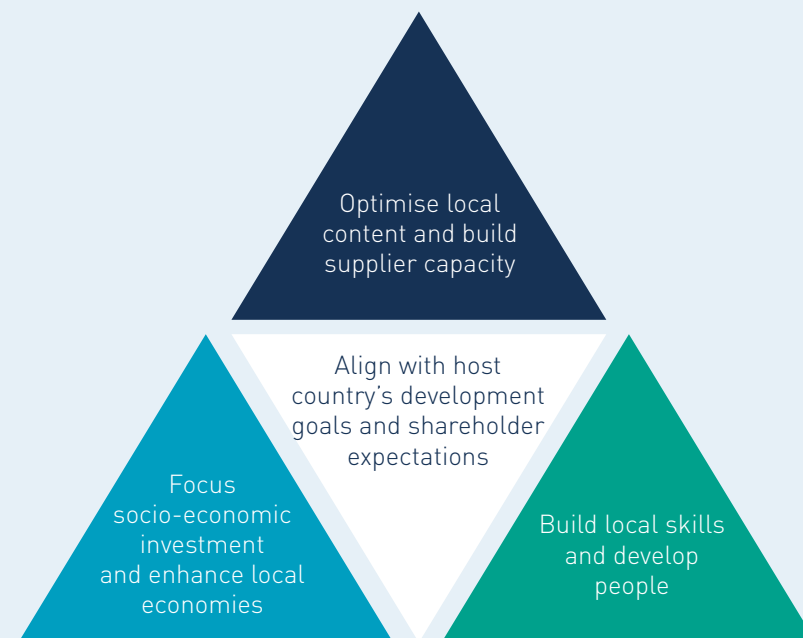 Optimise local
content and build
supplier capacity
Align with host
country’s development
goals and shareholder
expectations
Focus
socio-economic
investment
and enhance local
economies
Build local skills
and develop
people